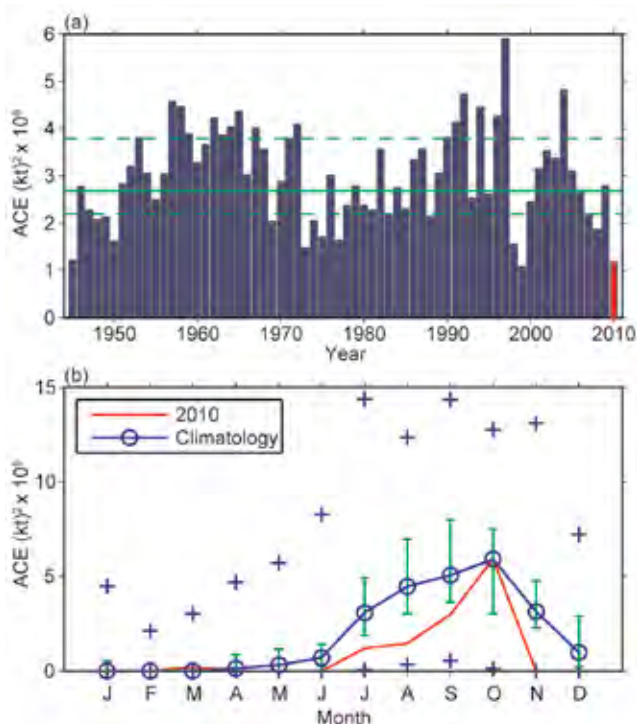 (a)
ACE (kt)² x 10⁶
6
5
4
3
2
1
0
1950 1960 1970 1980 1990 2000 2010
Year
(b)
ACE (kt)² x 10⁵
15
10
5
0
2010
Climatology
J F M A M J J A S O N D
Month